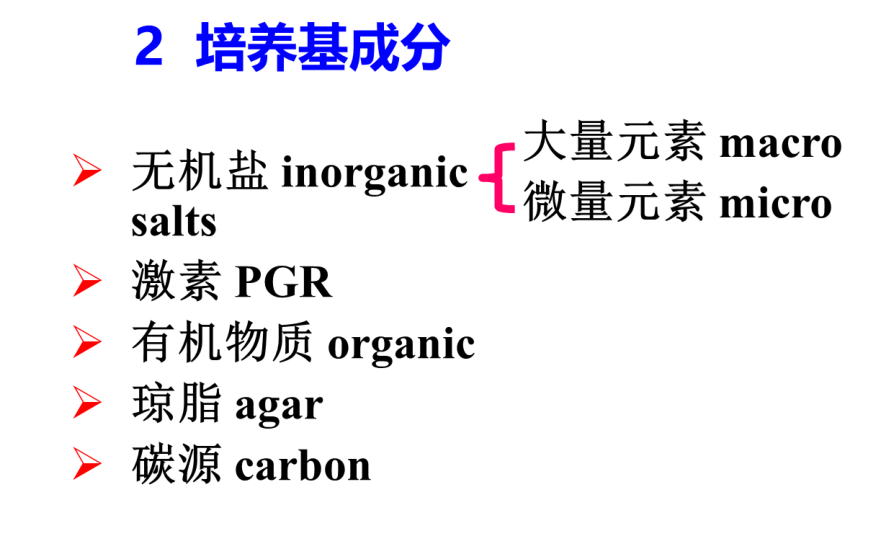 2 培养基成分
无机盐 inorganic
salts
大量元素 macro
微量元素 micro
激素 PGR
有机物质 organic
琼脂 agar
碳源 carbon